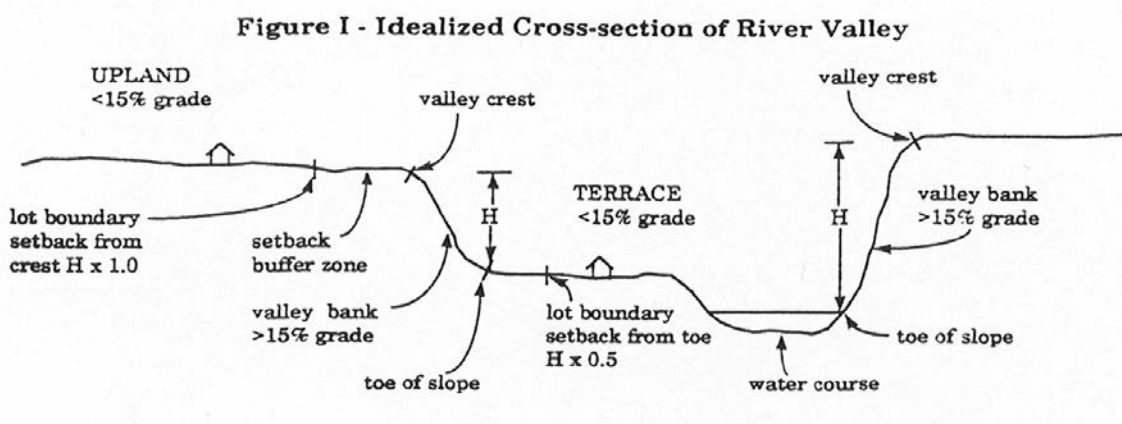 Figure I - Idealized Cross-section of River Valley
UPLAND
<15% grade
valley crest
valley crest
H
TERRACE
<15% grade
H
valley bank
>15% grade
lot boundary
setback from
crest H x 1.0
setback
buffer zone
valley bank
>15% grade
toe of slope
lot boundary
setback from toe
H x 0.5
water course
toe of slope